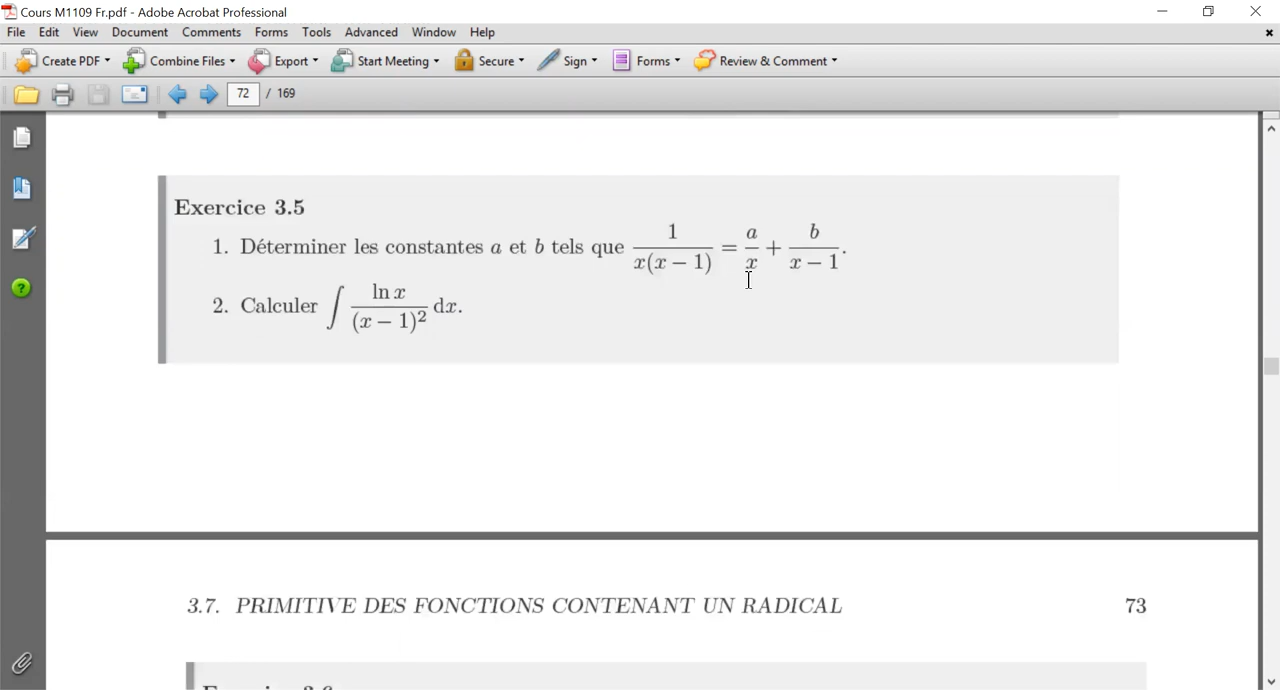 Cours M1109 Fr.pdf - Adobe Acrobat Professional
File Edit View Document Comments Forms Tools Advanced Window Help
Create PDF Combine Files Export Start Meeting Secure Sign Forms Review & Comment
72 / 169
Exercice 3.5
1. Déterminer les constantes a et b tels que 1/(x(x − 1)) = a/x + b/(x − 1).
2. Calculer ∫ ln x/(x − 1)² dx.
3.7. PRIMITIVE DES FONCTIONS CONTENANT UN RADICAL 73